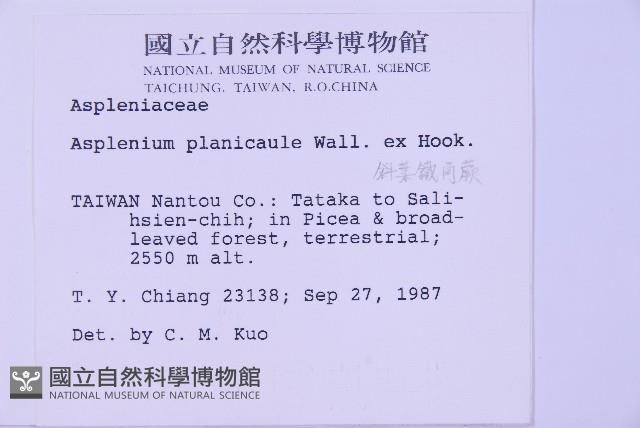 國立自然科學博物館
NATIONAL MUSEUM OF NATURAL SCIENCE
TAICHUNG, TAIWAN, R.O.CHINA
Aspleniaceae
Asplenium planicaule Wall. ex Hook.
斜葉鐵角蕨
TAIWAN Nantou Co.: Tataka to Sali-
hsien-chih; in Picea & broad-
leaved forest, terrestrial;
2550 m alt.
T. Y. Chiang 23138; Sep 27, 1987
Det. by C. M. Kuo
國立自然科學博物館
NATIONAL MUSEUM OF NATURAL SCIENCE